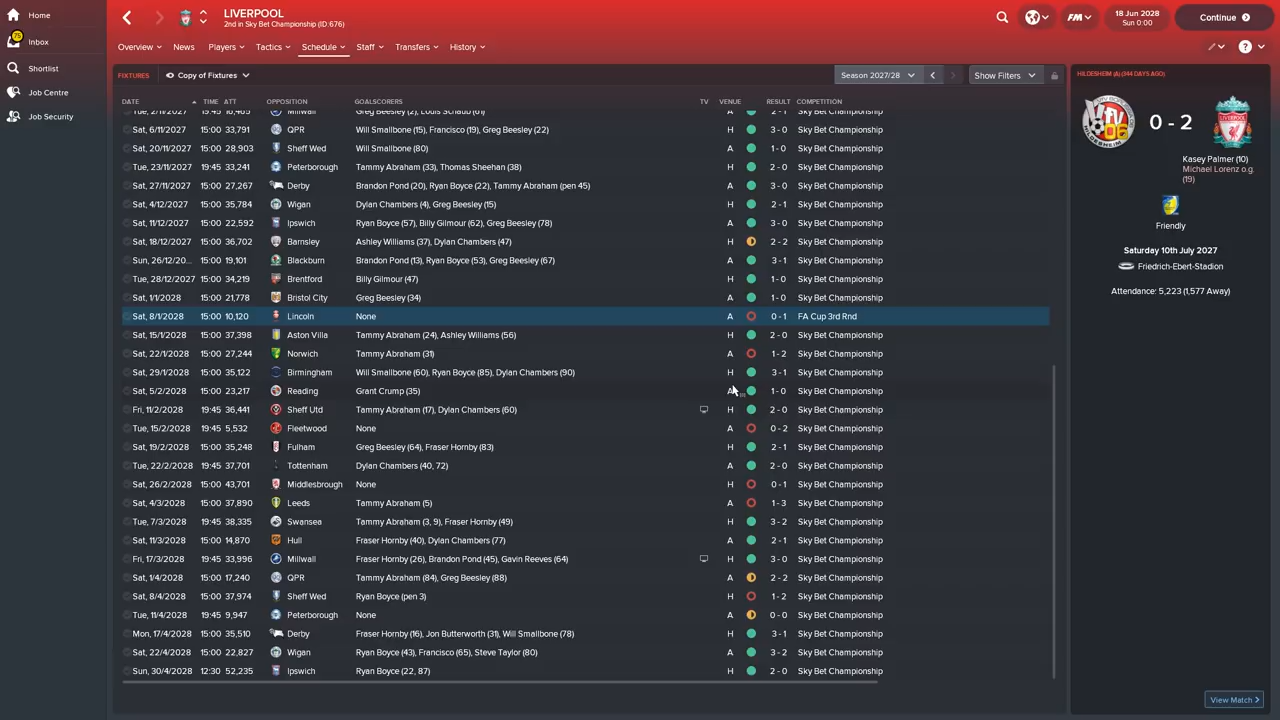 Home
75
Inbox
Shortlist
Job Centre
Job Security
LIVERPOOL
2nd in Sky Bet Championship (ID:676)
FM
18 Jun 2028
Sun 0:00
Continue
Overview News Players Tactics Schedule Staff Transfers History
?
FIXTURES Copy of Fixtures Season 2027/28 Show Filters
DATE TIME ATT OPPOSITION GOALSCORERS TV VENUE RESULT COMPETITION
Tue, 2/11/2027 19:45 Millwall Greg Beesley (2), Louis Schaub (61) A 2-1 Sky Bet Championship
Sat, 6/11/2027 15:00 33,791 QPR Will Smallbone (15), Francisco (19), Greg Beesley (22) H 3-0 Sky Bet Championship
Sat, 20/11/2027 15:00 28,903 Sheff Wed Will Smallbone (80) A 1-0 Sky Bet Championship
Tue, 23/11/2027 19:45 33,241 Peterborough Tammy Abraham (33), Thomas Sheehan (38) H 2-0 Sky Bet Championship
Sat, 27/11/2027 15:00 27,267 Derby Brandon Pond (20), Ryan Boyce (22), Tammy Abraham (pen 45) A 3-0 Sky Bet Championship
Sat, 4/12/2027 15:00 35,784 Wigan Dylan Chambers (4), Greg Beesley (15) H 2-1 Sky Bet Championship
Sat, 11/12/2027 15:00 22,592 Ipswich Ryan Boyce (57), Billy Gilmour (62), Greg Beesley (78) A 3-0 Sky Bet Championship
Sat, 18/12/2027 15:00 36,702 Barnsley Ashley Williams (37), Dylan Chambers (47) H 2-2 Sky Bet Championship
Sun, 26/12/20... 15:00 19,101 Blackburn Brandon Pond (13), Ryan Boyce (53), Greg Beesley (67) A 3-1 Sky Bet Championship
Tue, 28/12/2027 15:00 34,219 Brentford Billy Gilmour (47) H 1-0 Sky Bet Championship
Sat, 1/1/2028 15:00 21,778 Bristol City Greg Beesley (34) A 1-0 Sky Bet Championship
Sat, 8/1/2028 15:00 10,120 Lincoln None A 0-1 FA Cup 3rd Rnd
Sat, 15/1/2028 15:00 37,398 Aston Villa Tammy Abraham (24), Ashley Williams (56) H 2-0 Sky Bet Championship
Sat, 22/1/2028 15:00 27,244 Norwich Tammy Abraham (31) A 1-2 Sky Bet Championship
Sat, 29/1/2028 15:00 35,122 Birmingham Will Smallbone (60), Ryan Boyce (85), Dylan Chambers (90) H 3-1 Sky Bet Championship
Sat, 5/2/2028 15:00 23,217 Reading Grant Crump (35) A 1-0 Sky Bet Championship
Fri, 11/2/2028 19:45 36,441 Sheff Utd Tammy Abraham (17), Dylan Chambers (60) H 2-0 Sky Bet Championship
Tue, 15/2/2028 19:45 5,532 Fleetwood None A 0-2 Sky Bet Championship
Sat, 19/2/2028 15:00 35,248 Fulham Greg Beesley (64), Fraser Hornby (83) H 2-1 Sky Bet Championship
Tue, 22/2/2028 19:45 37,701 Tottenham Dylan Chambers (40, 72) A 2-0 Sky Bet Championship
Sat, 26/2/2028 15:00 43,701 Middlesbrough None H 0-1 Sky Bet Championship
Sat, 4/3/2028 15:00 37,890 Leeds Tammy Abraham (5) A 1-3 Sky Bet Championship
Tue, 7/3/2028 19:45 38,335 Swansea Tammy Abraham (3, 9), Fraser Hornby (49) H 3-2 Sky Bet Championship
Sat, 11/3/2028 15:00 14,870 Hull Fraser Hornby (40), Dylan Chambers (77) A 2-1 Sky Bet Championship
Fri, 17/3/2028 19:45 33,996 Millwall Fraser Hornby (26), Brandon Pond (45), Gavin Reeves (64) H 3-0 Sky Bet Championship
Sat, 1/4/2028 15:00 17,240 QPR Tammy Abraham (84), Greg Beesley (88) A 2-2 Sky Bet Championship
Sat, 8/4/2028 15:00 37,974 Sheff Wed Ryan Boyce (pen 3) H 1-2 Sky Bet Championship
Tue, 11/4/2028 19:45 9,947 Peterborough None A 0-0 Sky Bet Championship
Mon, 17/4/2028 15:00 35,510 Derby Fraser Hornby (16), Jon Butterworth (31), Will Smallbone (78) H 3-1 Sky Bet Championship
Sat, 22/4/2028 15:00 22,827 Wigan Ryan Boyce (43), Francisco (65), Steve Taylor (80) A 3-2 Sky Bet Championship
Sun, 30/4/2028 12:30 52,235 Ipswich Ryan Boyce (22, 87) H 2-0 Sky Bet Championship
HILDESHEIM (A) (344 DAYS AGO)
0 - 2
Kasey Palmer (10)
Michael Lorenz o.g.
(19)
Friendly
Saturday 10th July 2027
Friedrich-Ebert-Stadion
Attendance: 5,223 (1,577 Away)
View Match